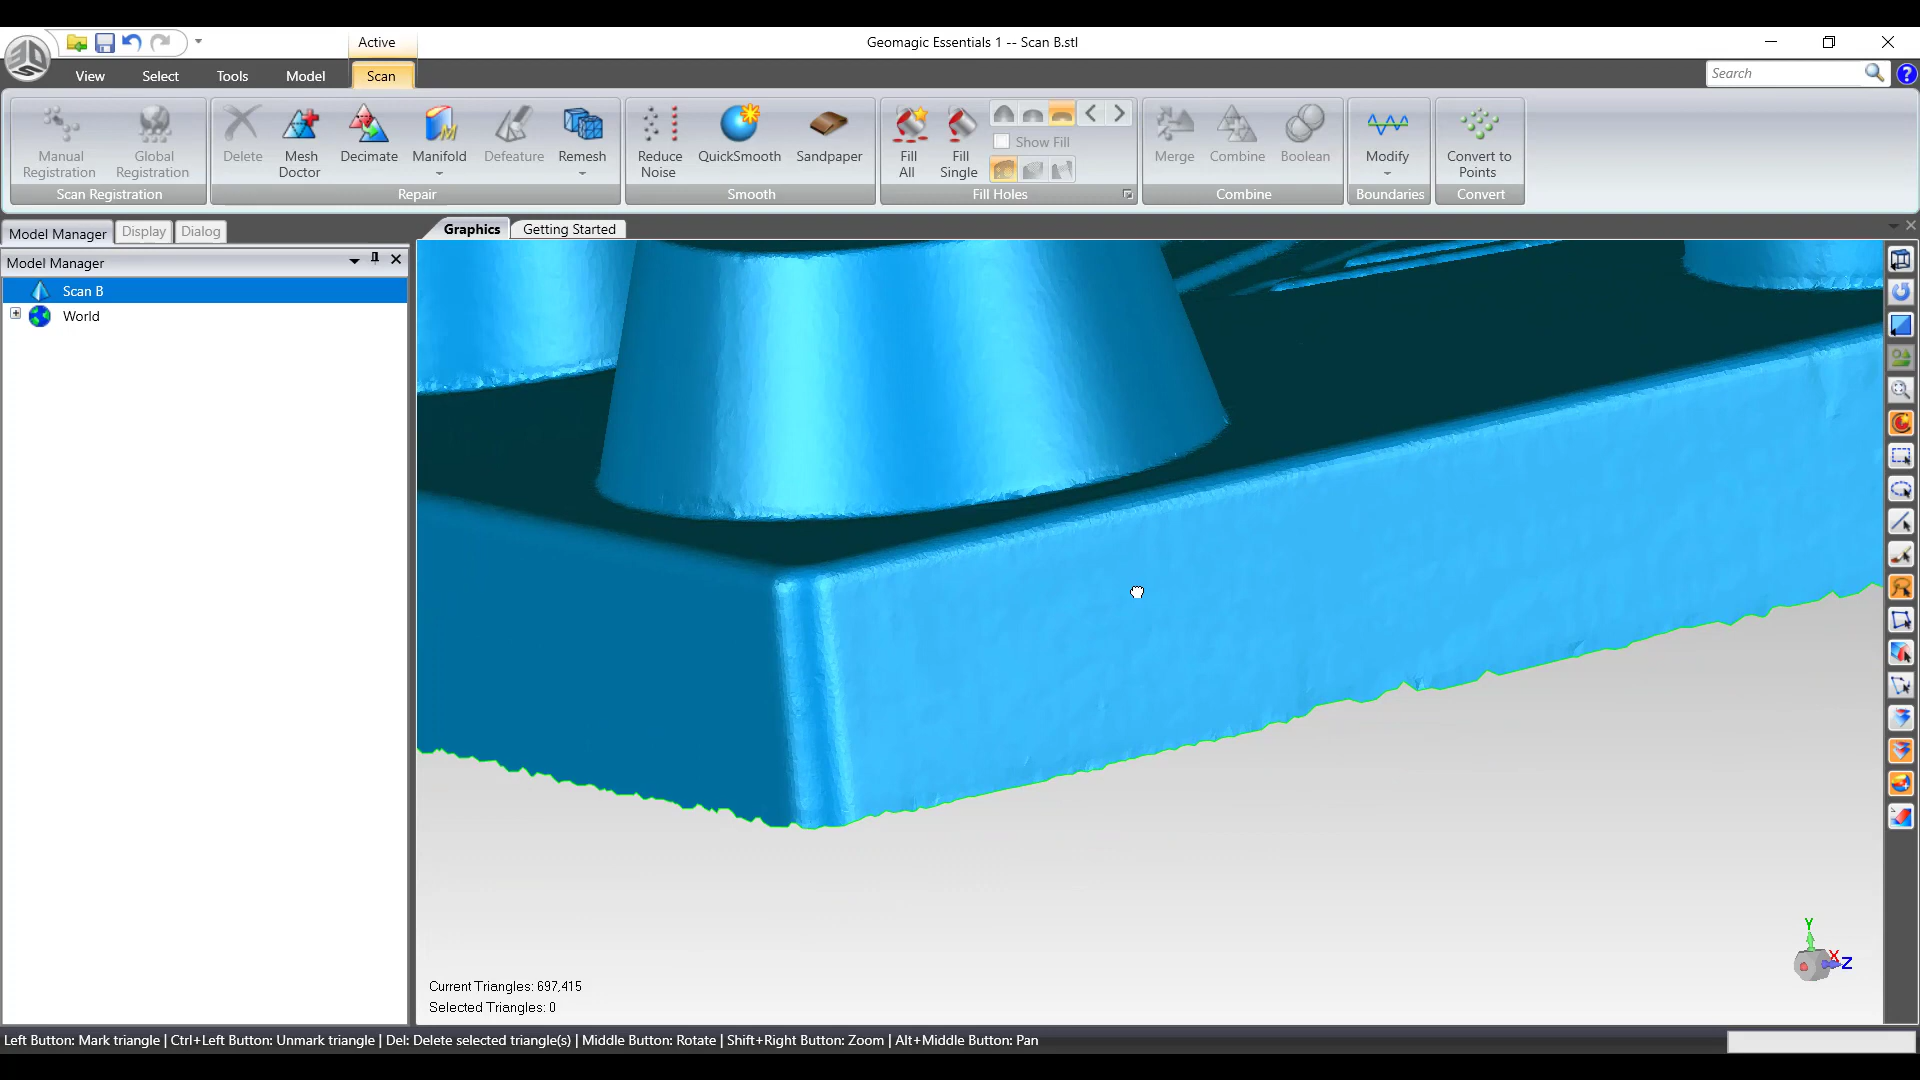 Active
Geomagic Essentials 1 -- Scan B.stl
View Select Tools Model Scan
Search
?
Manual Registration
Global Registration
Scan Registration
Delete
Mesh Doctor
Decimate
Manifold
Defeature
Remesh
Repair
Reduce Noise
QuickSmooth
Sandpaper
Smooth
Fill All
Fill Single
Show Fill
Fill Holes
Merge
Combine
Boolean
Combine
Modify
Boundaries
Convert to Points
Convert
Model Manager Display Dialog
Graphics Getting Started
Model Manager
Scan B
World
Y
X
Z
Current Triangles: 697,415
Selected Triangles: 0
Left Button: Mark triangle | Ctrl+Left Button: Unmark triangle | Del: Delete selected triangle(s) | Middle Button: Rotate | Shift+Right Button: Zoom | Alt+Middle Button: Pan